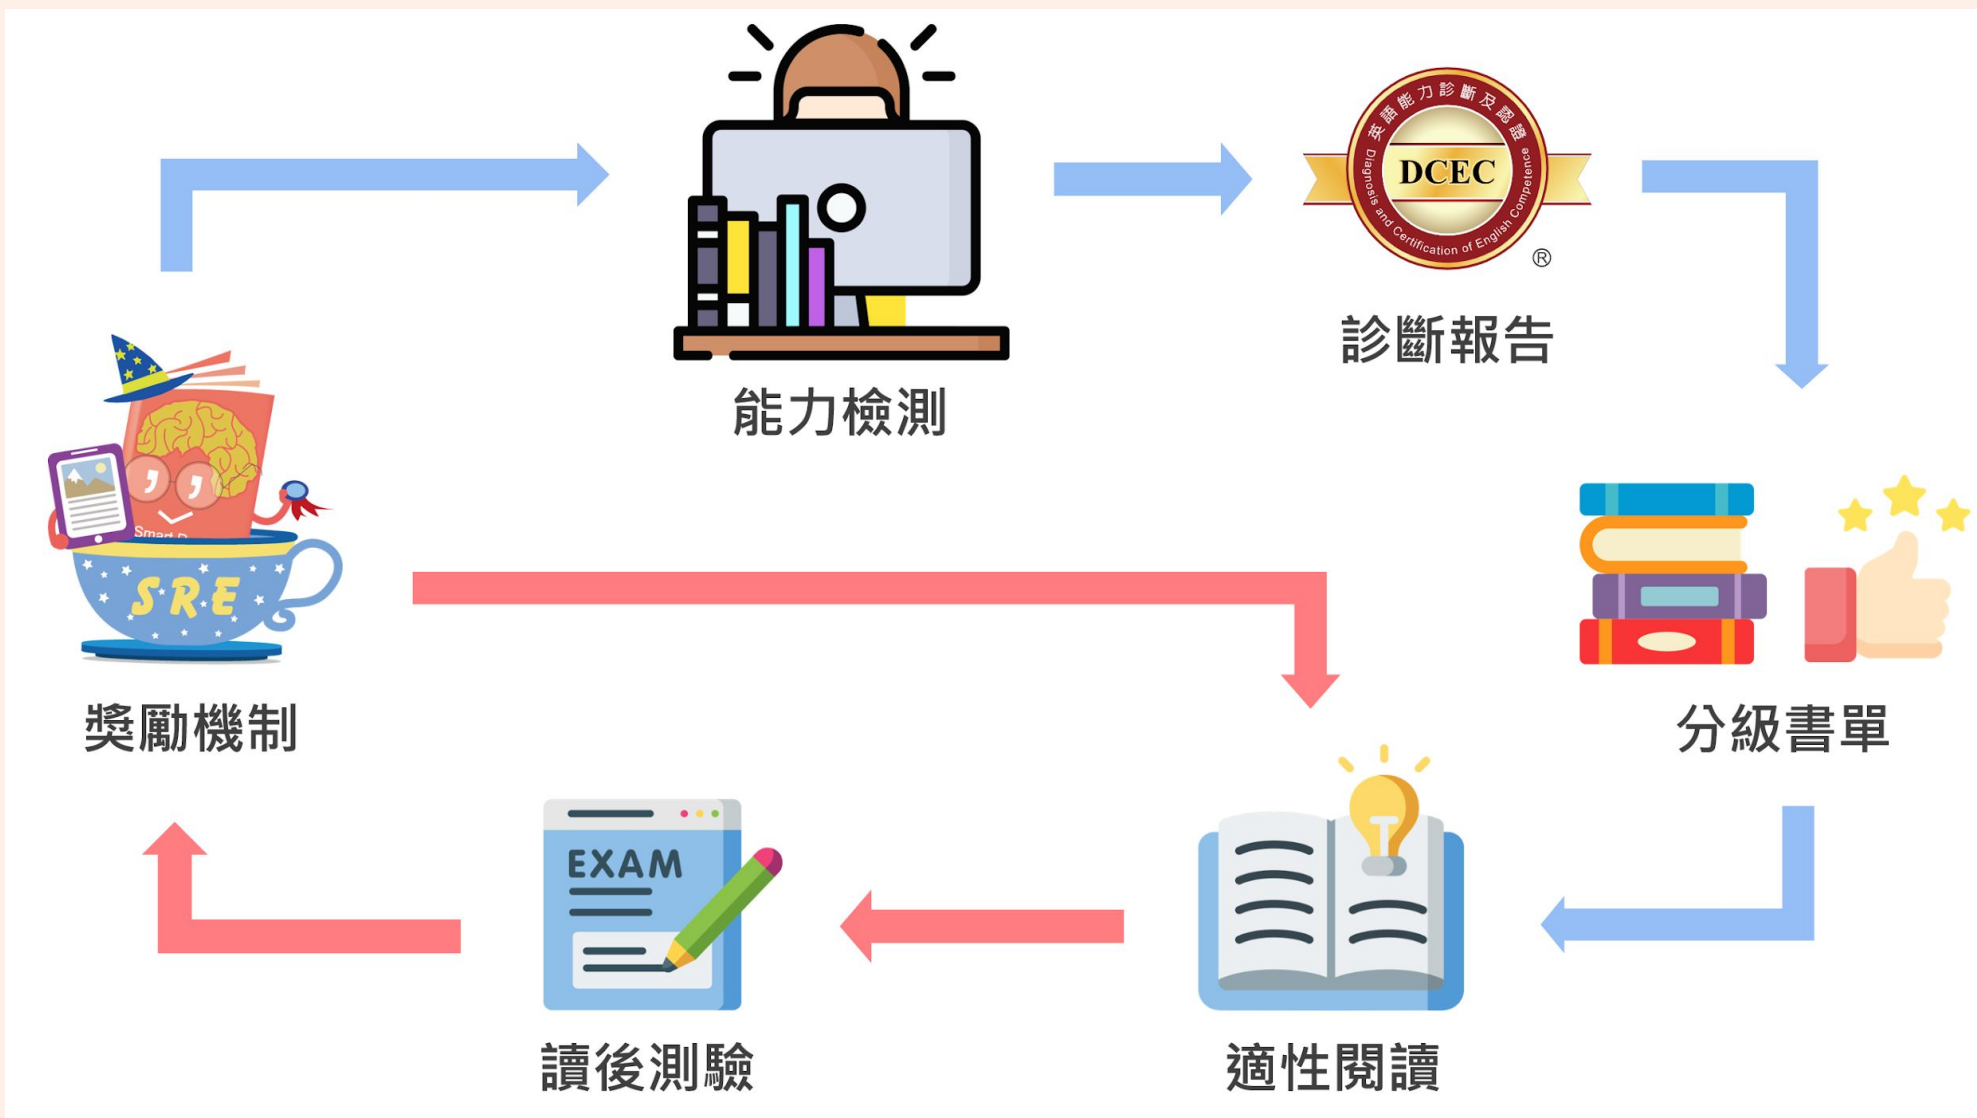 英語能力診斷及認證
DCEC
Diagnosis and Certification of English Competence
®
診斷報告
能力檢測
Smart
SRE
獎勵機制
分級書單
EXAM
讀後測驗
適性閱讀